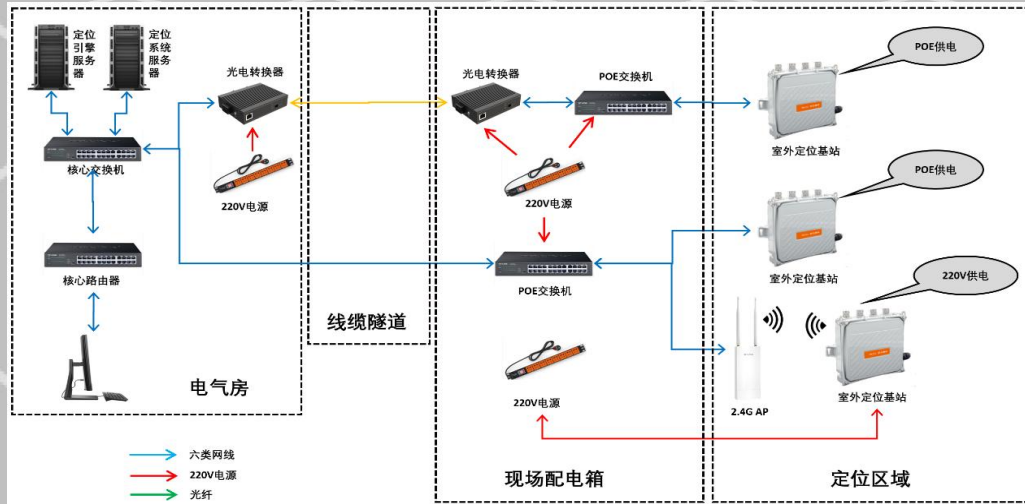 定位
引擎
服务
器
定位
系统
服务
器
光电转换器
核心交换机
220V电源
核心路由器
电气房
线缆隧道
光电转换器
POE交换机
220V电源
POE交换机
220V电源
现场配电箱
POE供电
室外定位基站
POE供电
室外定位基站
220V供电
2.4G AP
室外定位基站
定位区域
六类网线
220V电源
光纤